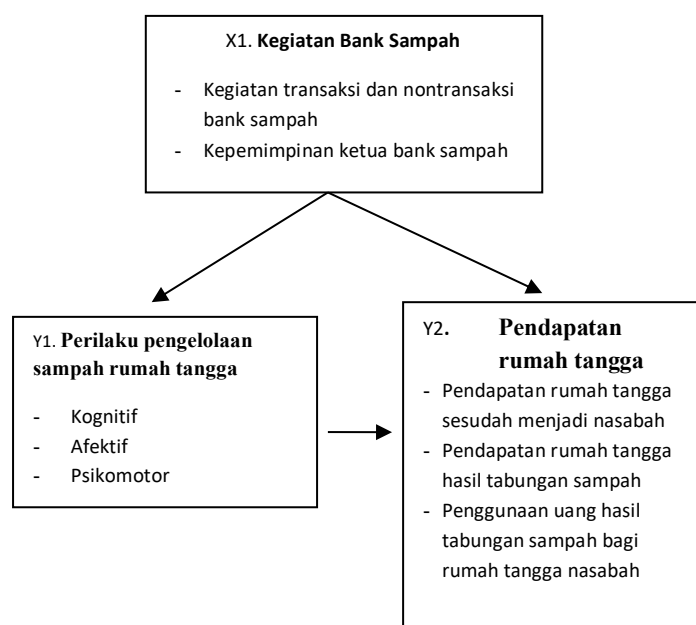 X1. Kegiatan Bank Sampah
- Kegiatan transaksi dan nontransaksi
bank sampah
- Kepemimpinan ketua bank sampah
Y1. Perilaku pengelolaan
sampah rumah tangga
- Kognitif
- Afektif
- Psikomotor
Y2. Pendapatan
rumah tangga
- Pendapatan rumah tangga
sesudah menjadi nasabah
- Pendapatan rumah tangga
hasil tabungan sampah
- Penggunaan uang hasil
tabungan sampah bagi
rumah tangga nasabah